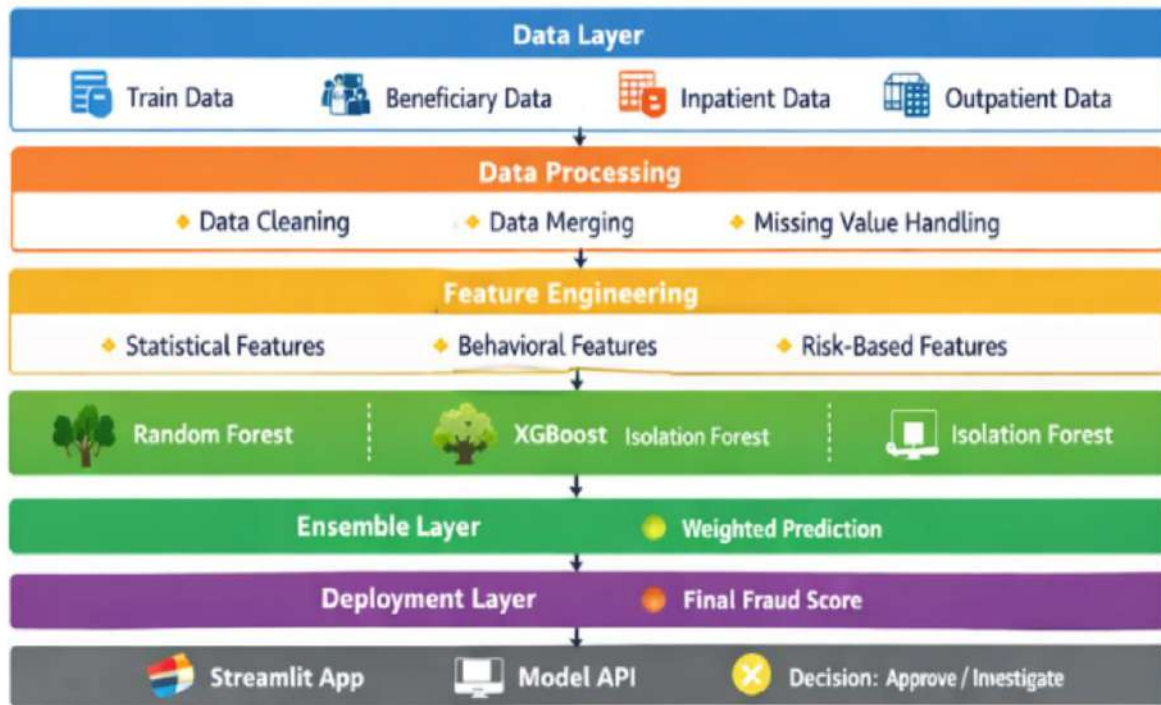 Data Layer
Train Data Beneficiary Data Inpatient Data Outpatient Data
Data Processing
Data Cleaning Data Merging Missing Value Handling
Feature Engineering
Statistical Features Behavioral Features Risk-Based Features
Random Forest XGBoost Isolation Forest Isolation Forest
Ensemble Layer Weighted Prediction
Deployment Layer Final Fraud Score
Streamlit App Model API Decision: Approve / Investigate